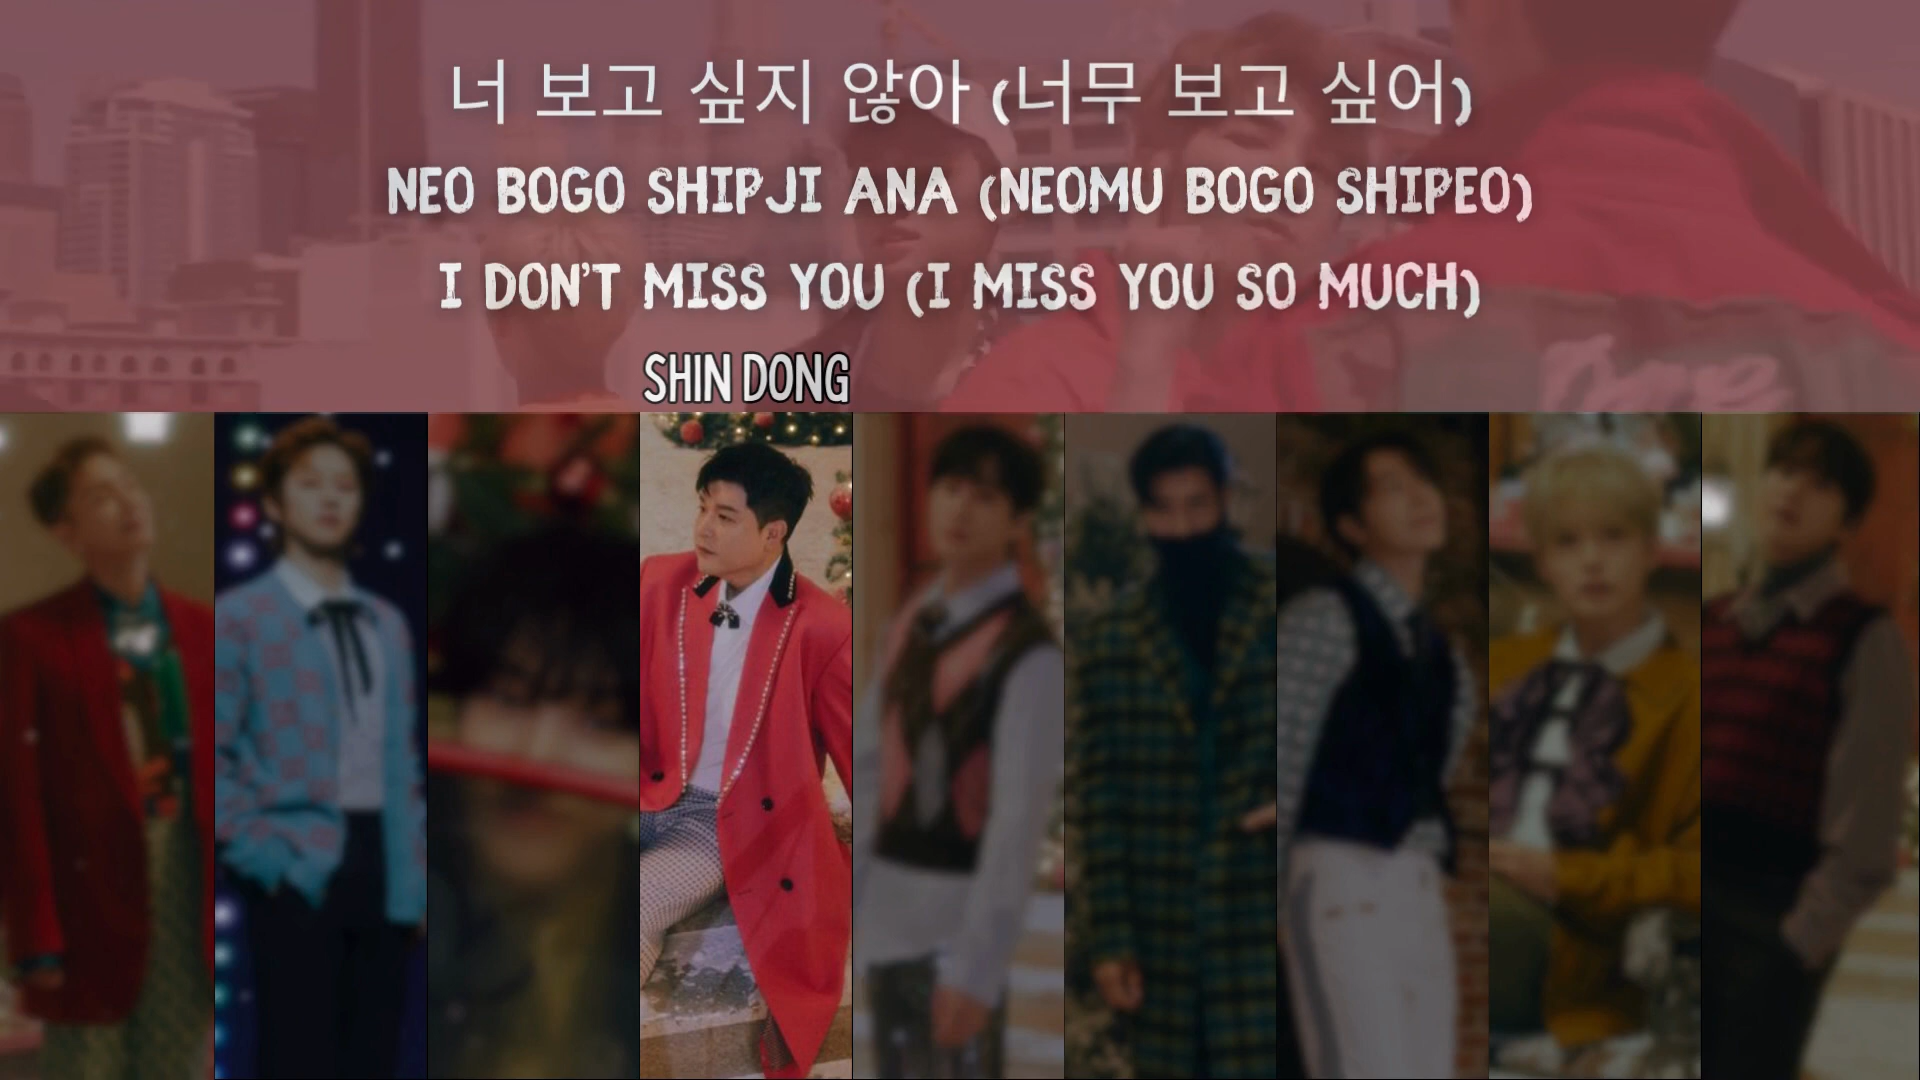 너 보고 싶지 않아 (너무 보고 싶어)
NEO BOGO SHIPJI ANA (NEOMU BOGO SHIPEO)
I DON'T MISS YOU (I MISS YOU SO MUCH)
SHIN DONG